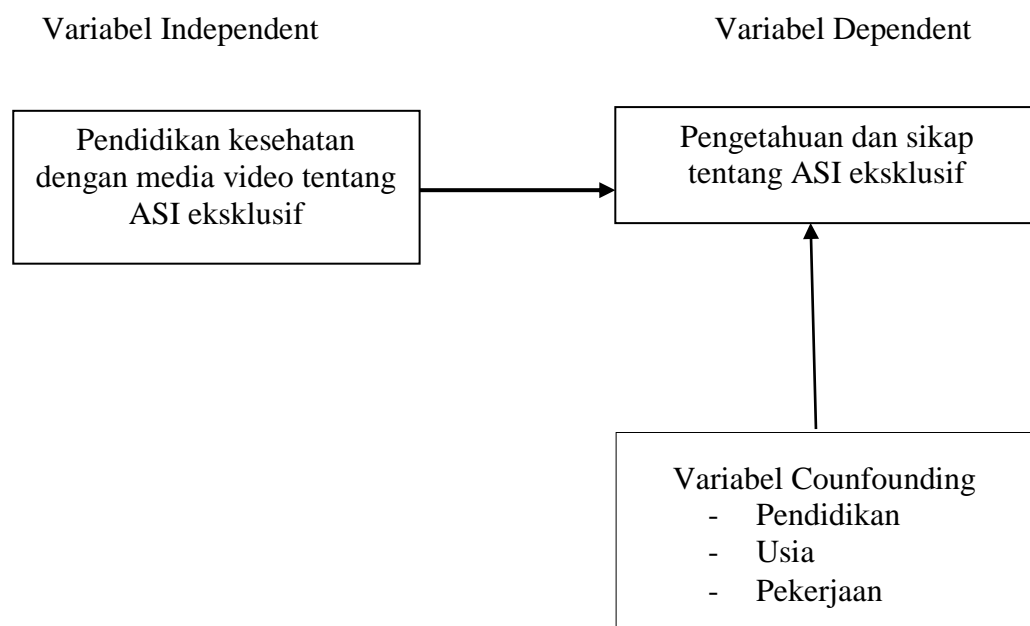 Variabel Independent
Variabel Dependent
Pendidikan kesehatan
dengan media video tentang
ASI eksklusif
Pengetahuan dan sikap
tentang ASI eksklusif
Variabel Counfounding
- Pendidikan
- Usia
- Pekerjaan